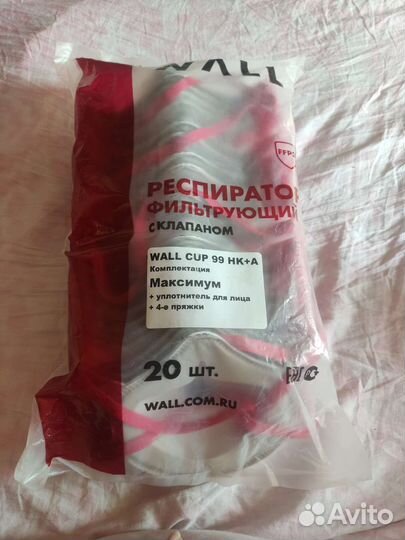 WALL
РЕСПИРАТОР
ФИЛЬТРУЮЩИЙ
С КЛАПАНОМ
WALL CUP 99 HK+A
Комплектация
Максимум
+ уплотнитель для лица
+ 4-е пряжки
20 шт.
WALL.COM.RU
EAC
Avito